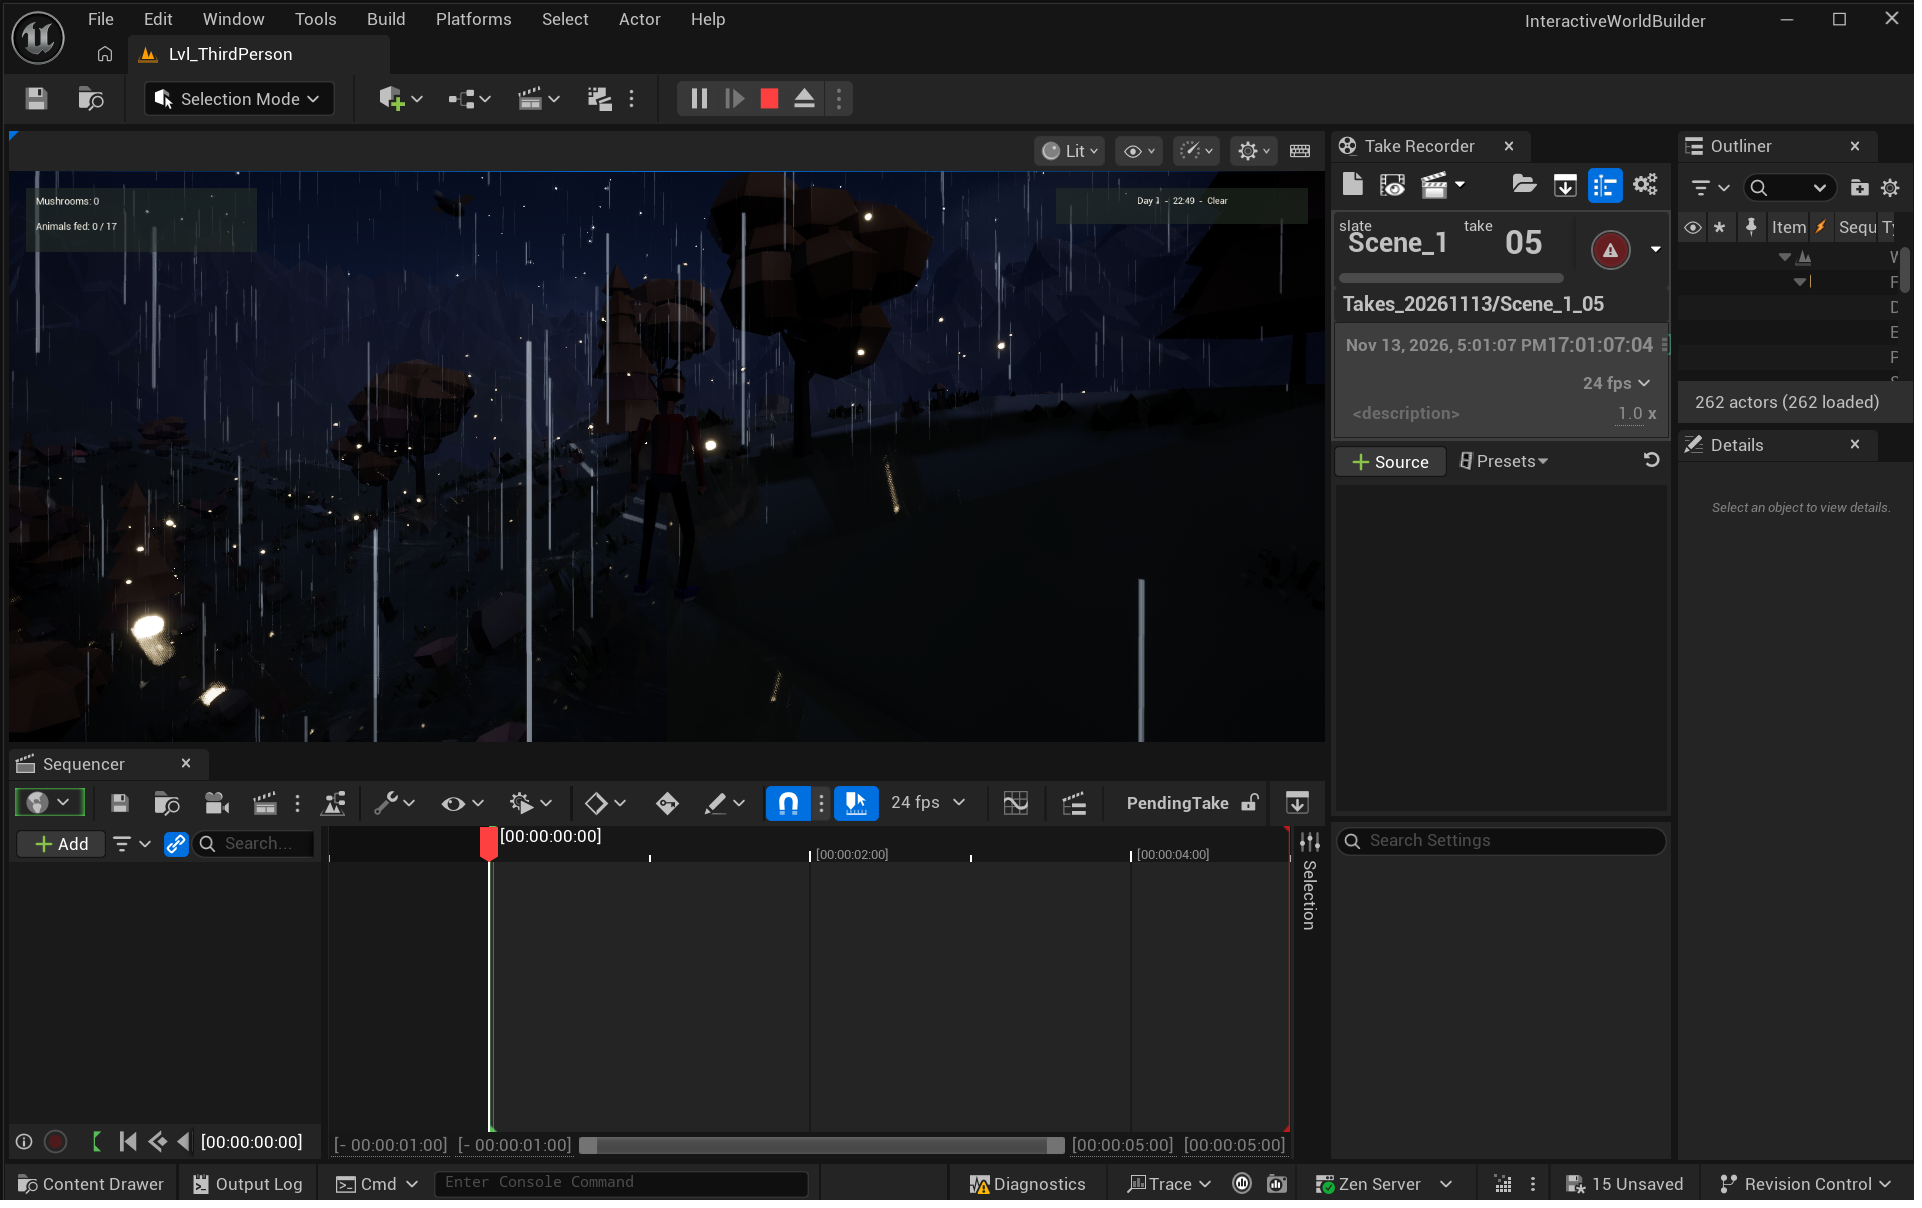 File Edit Window Tools Build Platforms Select Actor Help
InteractiveWorldBuilder
Lvl_ThirdPerson
Selection Mode
Lit
Mushrooms: 0
Animals fed: 0 / 17
Day 1 - 22:49 - Clear
Take Recorder
slate
Scene_1
take
05
Takes_20261113/Scene_1_05
Nov 13, 2026, 5:01:07 PM
17:01:07:04
24 fps
<description>
1.0 x
Source
Presets
Search Settings
Outliner
Item
Sequ
W
F
D
E
P
262 actors (262 loaded)
Details
Select an object to view details.
Sequencer
24 fps
PendingTake
Add
Search...
[00:00:00:00]
[00:00:02:00]
[00:00:04:00]
Selection
[00:00:00:00]
[- 00:00:01:00]
[- 00:00:01:00]
[00:00:05:00]
[00:00:05:00]
Content Drawer
Output Log
Cmd
Enter Console Command
Diagnostics
Trace
Zen Server
15 Unsaved
Revision Control